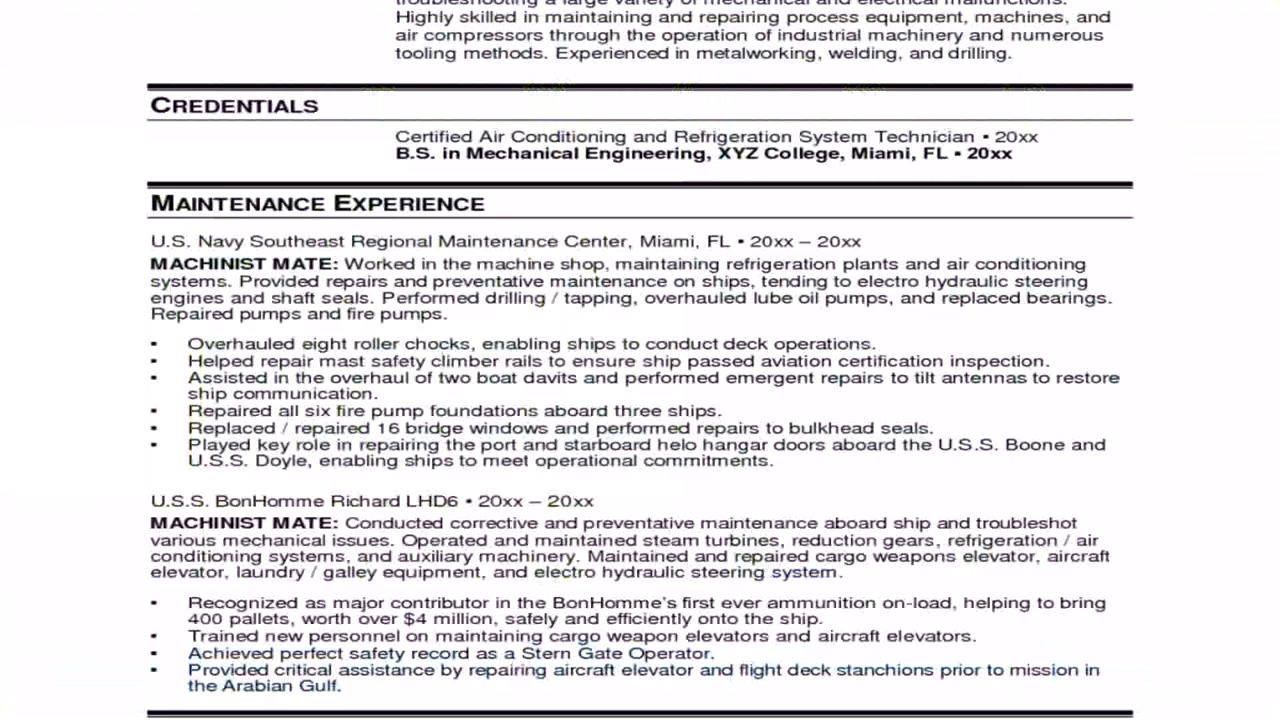 troubleshooting a large variety of mechanical and electrical malfunctions.
Highly skilled in maintaining and repairing process equipment, machines, and
air compressors through the operation of industrial machinery and numerous
tooling methods. Experienced in metalworking, welding, and drilling.
CREDENTIALS
Certified Air Conditioning and Refrigeration System Technician • 20xx
B.S. in Mechanical Engineering, XYZ College, Miami, FL • 20xx
MAINTENANCE EXPERIENCE
U.S. Navy Southeast Regional Maintenance Center, Miami, FL • 20xx – 20xx
MACHINIST MATE: Worked in the machine shop, maintaining refrigeration plants and air conditioning
systems. Provided repairs and preventative maintenance on ships, tending to electro hydraulic steering
engines and shaft seals. Performed drilling / tapping, overhauled lube oil pumps, and replaced bearings.
Repaired pumps and fire pumps.
• Overhauled eight roller chocks, enabling ships to conduct deck operations.
• Helped repair mast safety climber rails to ensure ship passed aviation certification inspection.
• Assisted in the overhaul of two boat davits and performed emergent repairs to tilt antennas to restore
ship communication.
• Repaired all six fire pump foundations aboard three ships.
• Replaced / repaired 16 bridge windows and performed repairs to bulkhead seals.
• Played key role in repairing the port and starboard helo hangar doors aboard the U.S.S. Boone and
U.S.S. Doyle, enabling ships to meet operational commitments.
U.S.S. BonHomme Richard LHD6 • 20xx – 20xx
MACHINIST MATE: Conducted corrective and preventative maintenance aboard ship and troubleshot
various mechanical issues. Operated and maintained steam turbines, reduction gears, refrigeration / air
conditioning systems, and auxiliary machinery. Maintained and repaired cargo weapons elevator, aircraft
elevator, laundry / galley equipment, and electro hydraulic steering system.
• Recognized as major contributor in the BonHomme's first ever ammunition on-load, helping to bring
400 pallets, worth over $4 million, safely and efficiently onto the ship.
• Trained new personnel on maintaining cargo weapon elevators and aircraft elevators.
• Achieved perfect safety record as a Stern Gate Operator.
• Provided critical assistance by repairing aircraft elevator and flight deck stanchions prior to mission in
the Arabian Gulf.